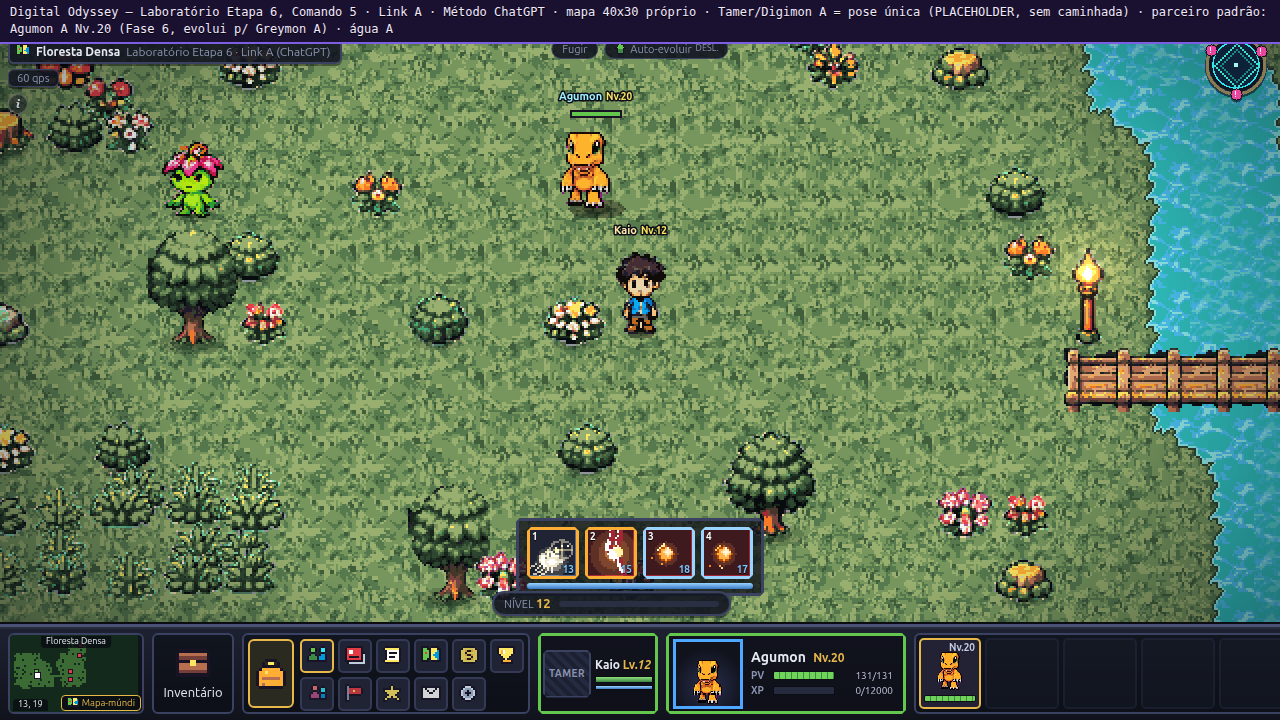 Digital Odyssey — Laboratório Etapa 6, Comando 5 · Link A · Método ChatGPT · mapa 40x30 próprio · Tamer/Digimon A = pose única (PLACEHOLDER, sem caminhada) · parceiro padrão:
Agumon A Nv.20 (Fase 6, evolui p/ Greymon A) · água A
Floresta Densa Laboratório Etapa 6 · Link A (ChatGPT)
Fugir
Auto-evoluir DESL.
60 qps
i
Agumon Nv.20
Kaio Nv.12
1 2 3 4
13 15 18 17
NÍVEL 12
Floresta Densa
13, 19
Mapa-múndi
Inventário
TAMER
Kaio Lv.12
Agumon Nv.20
PV 131/131
XP 0/12000
Nv.20